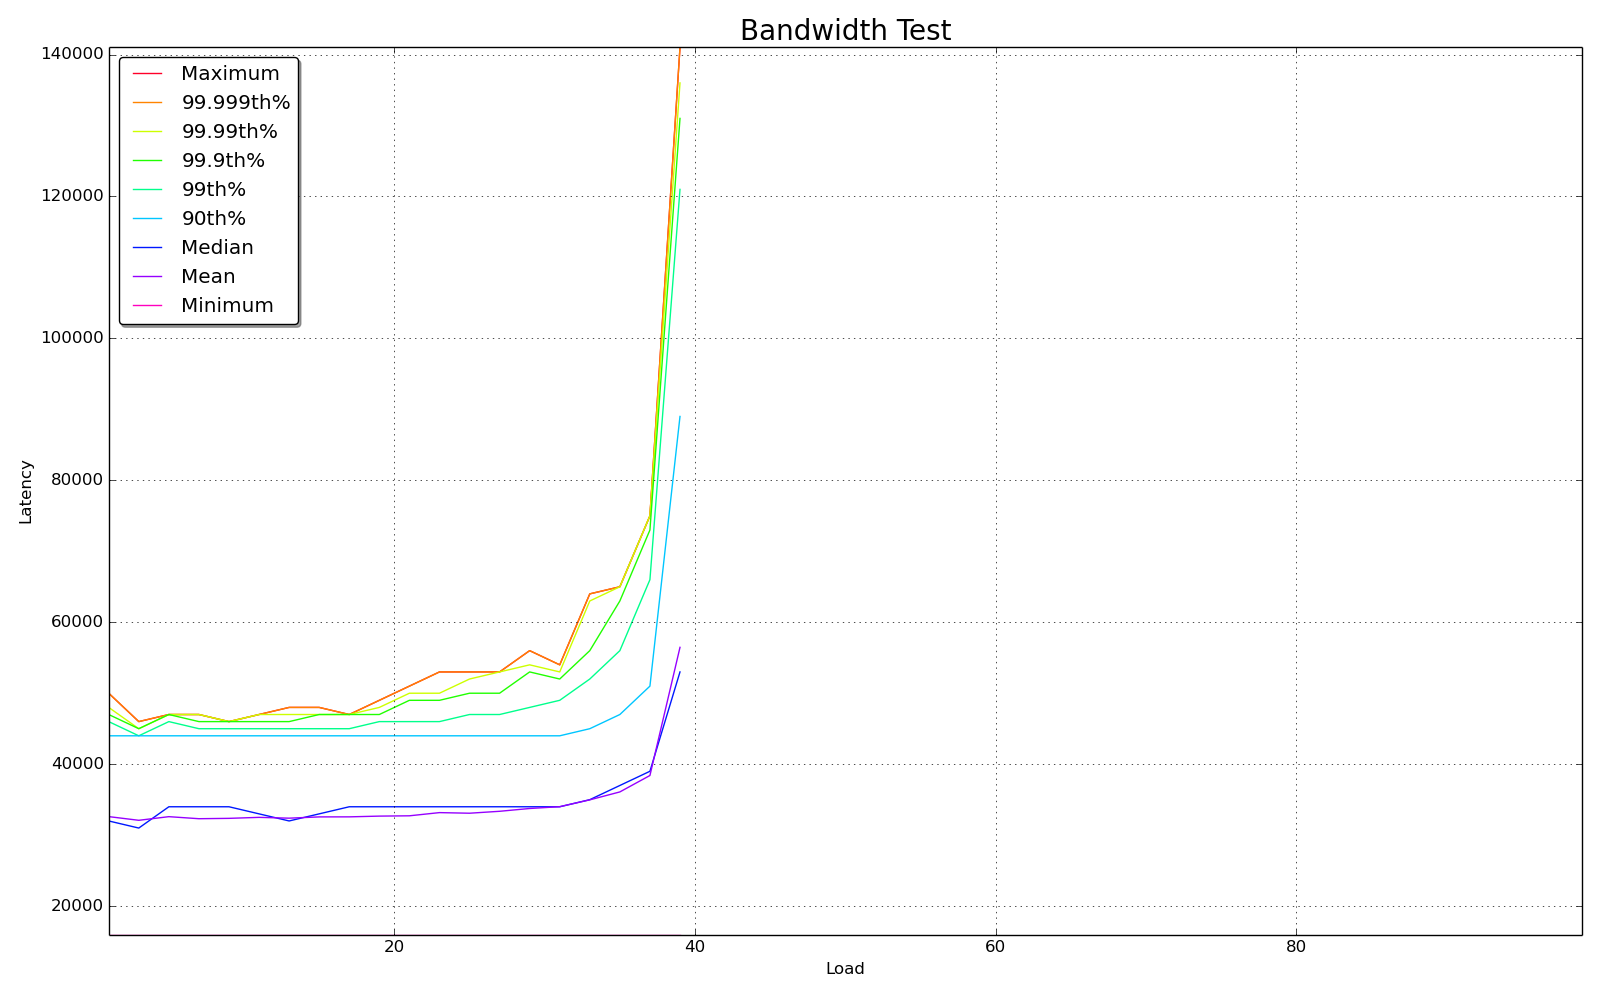 Bandwidth Test
140000
120000
100000
80000
60000
40000
20000
Latency
Maximum
99.999th%
99.99th%
99.9th%
99th%
90th%
Median
Mean
Minimum
20
40
60
80
Load